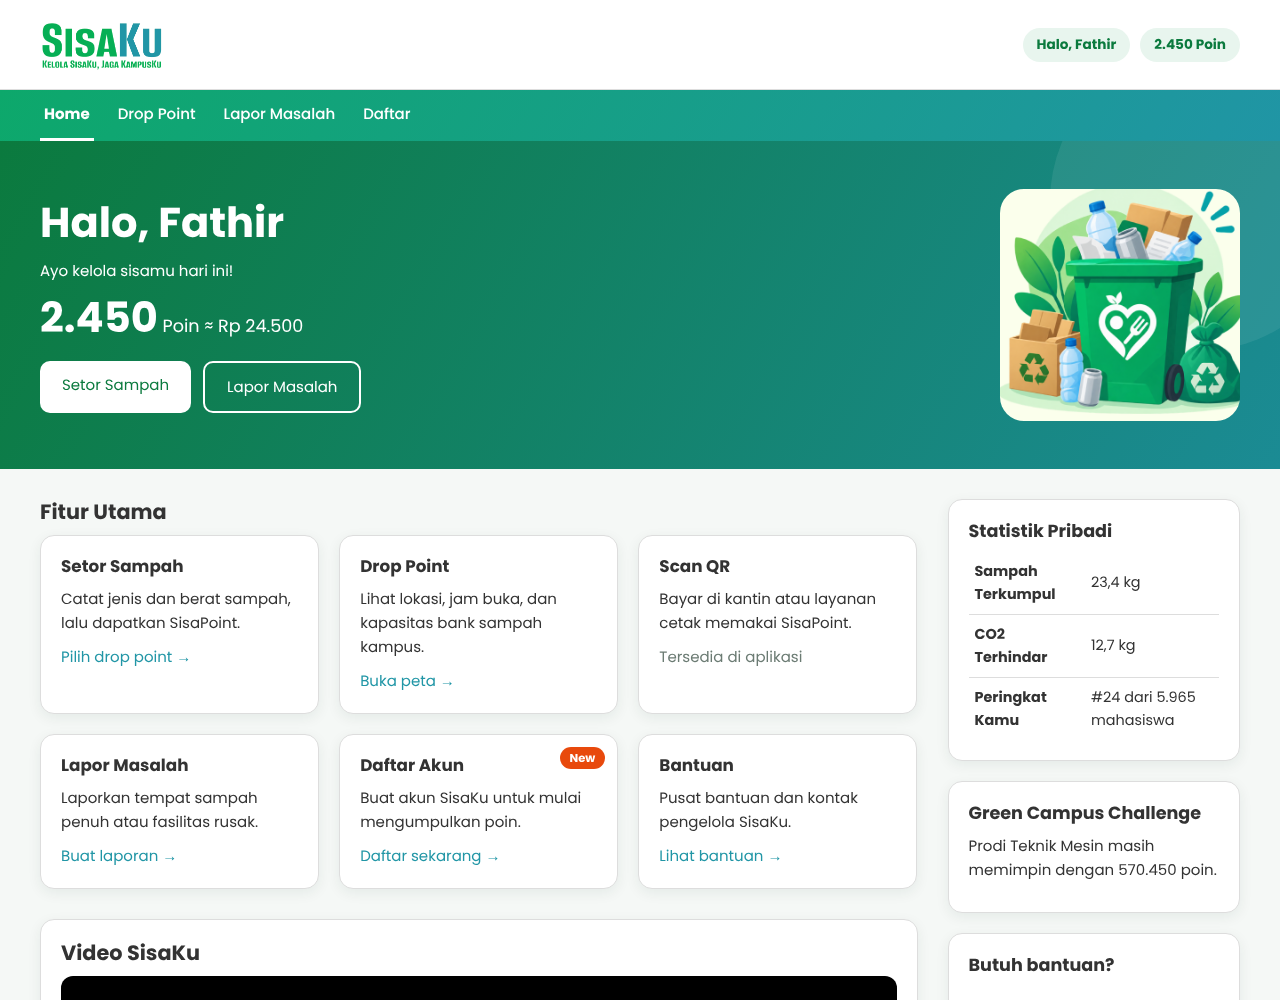 SisaKu
Kelola SisaKu, Jaga KampusKu
Halo, Fathir
2.450 Poin
Home
Drop Point
Lapor Masalah
Daftar
Halo, Fathir
Ayo kelola sisamu hari ini!
2.450 Poin ≈ Rp 24.500
Setor Sampah
Lapor Masalah
Fitur Utama
Setor Sampah
Catat jenis dan berat sampah,
lalu dapatkan SisaPoint.
Pilih drop point →
Drop Point
Lihat lokasi, jam buka, dan
kapasitas bank sampah
kampus.
Buka peta →
Scan QR
Bayar di kantin atau layanan
cetak memakai SisaPoint.
Tersedia di aplikasi
Lapor Masalah
Laporkan tempat sampah
penuh atau fasilitas rusak.
Buat laporan →
Daftar Akun
New
Buat akun SisaKu untuk mulai
mengumpulkan poin.
Daftar sekarang →
Bantuan
Pusat bantuan dan kontak
pengelola SisaKu.
Lihat bantuan →
Video SisaKu
Statistik Pribadi
Sampah
Terkumpul
23,4 kg
CO2
Terhindar
12,7 kg
Peringkat
Kamu
#24 dari 5.965
mahasiswa
Green Campus Challenge
Prodi Teknik Mesin masih
memimpin dengan 570.450 poin.
Butuh bantuan?